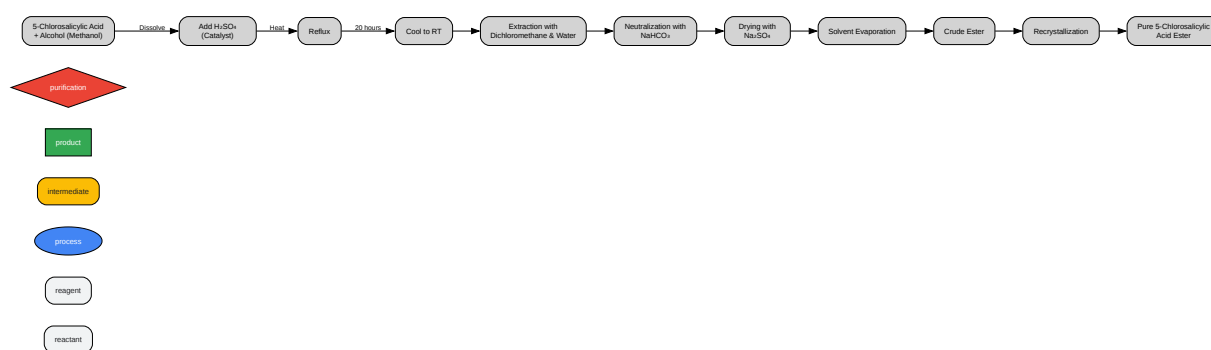 5-Chlorosalicylic Acid
+ Alcohol (Methanol)
Dissolve
Add H₂SO₄
(Catalyst)
Heat
Reflux
20 hours
Cool to RT
Extraction with
Dichloromethane & Water
Neutralization with
NaHCO₃
Drying with
Na₂SO₄
Solvent Evaporation
Crude Ester
Recrystallization
Pure 5-Chlorosalicylic
Acid Ester
purification
product
intermediate
process
reagent
reactant